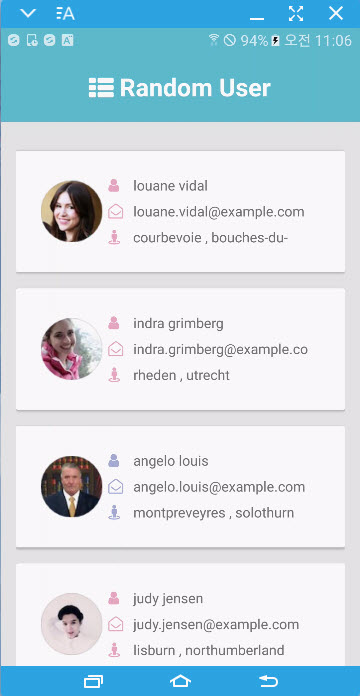 A
94% 오전 11:06
Random User
louane vidal
louane.vidal@example.com
courbevoie , bouches-du-
indra grimberg
indra.grimberg@example.co
rheden , utrecht
angelo louis
angelo.louis@example.com
montpreveyres , solothurn
judy jensen
judy.jensen@example.com
lisburn , northumberland